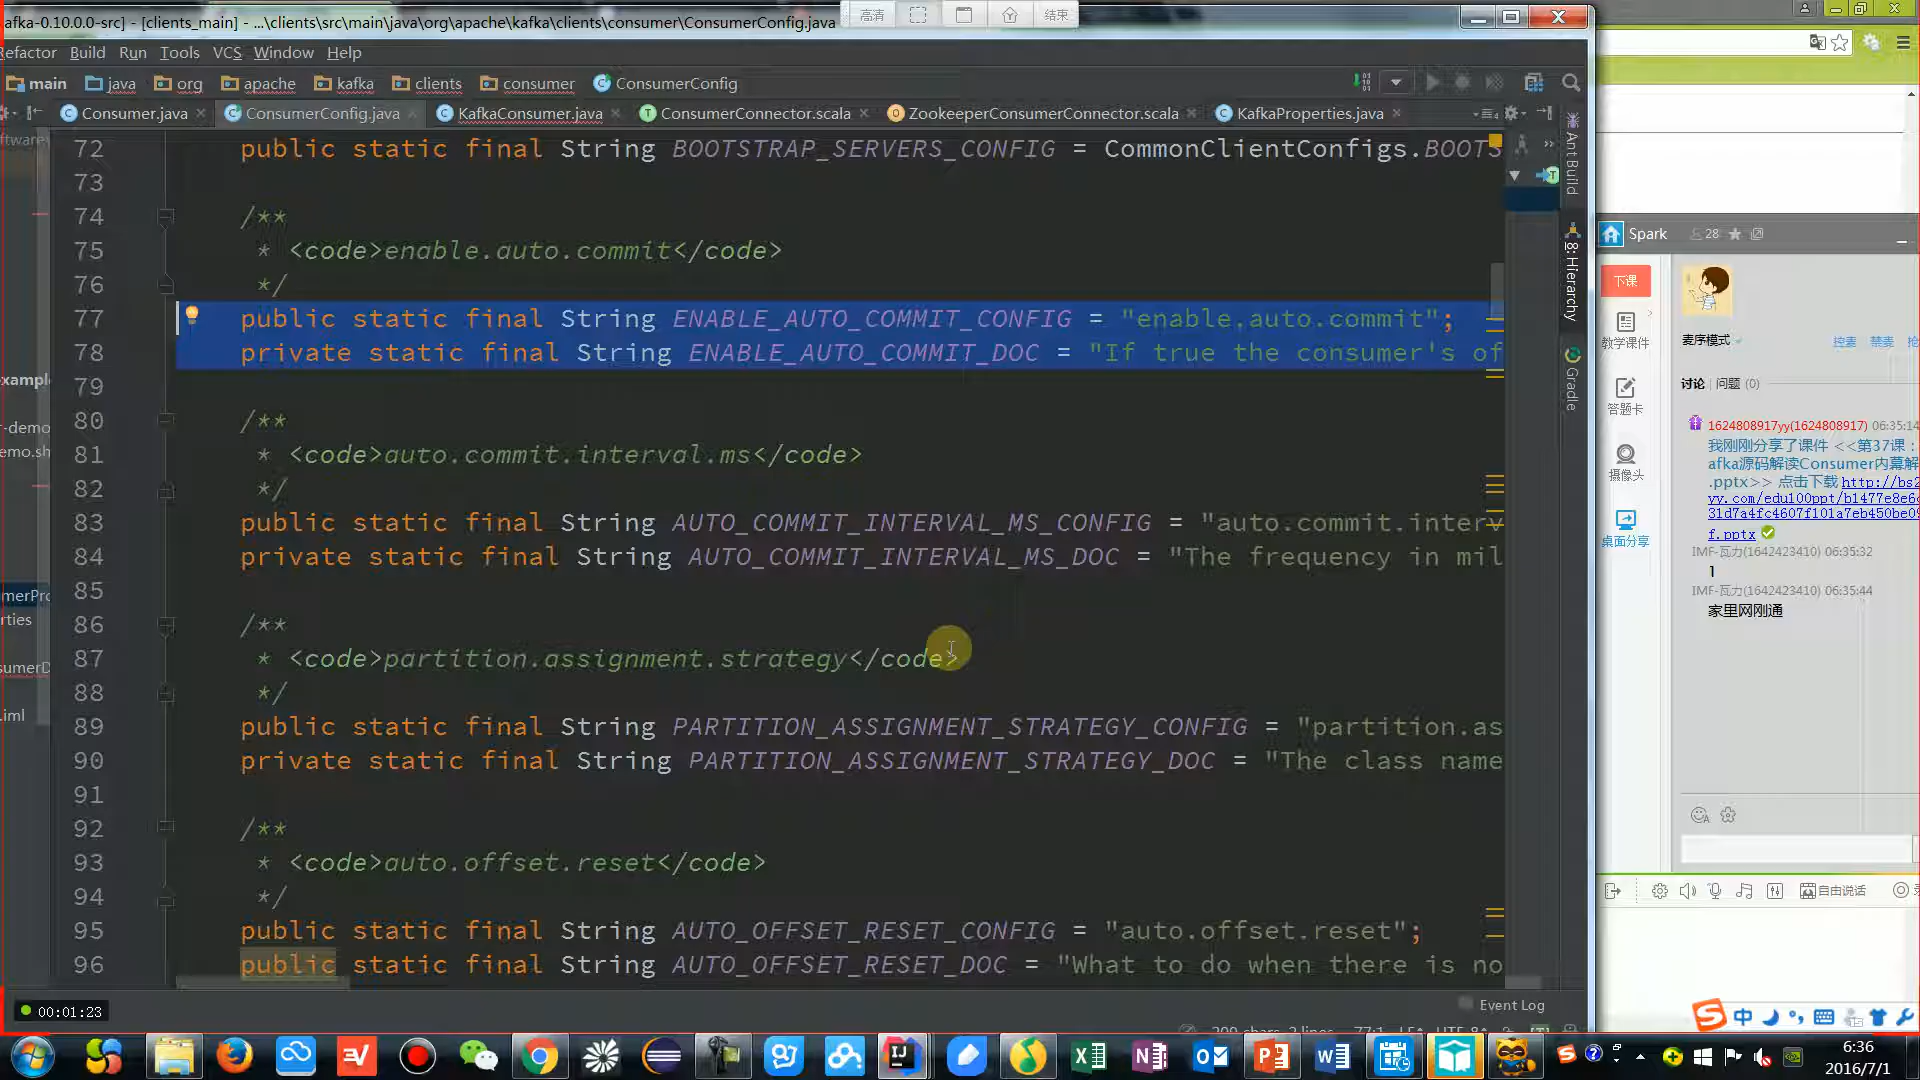 afka-0.10.0.0-src] - [clients_main] - ...\clients\src\main\java\org\apache\kafka\clients\consumer\ConsumerConfig.java
高清
结束
Refactor Build Run Tools VCS Window Help
main java org apache kafka clients consumer ConsumerConfig
Consumer.java ConsumerConfig.java KafkaConsumer.java ConsumerConnector.scala ZookeeperConsumerConnector.scala KafkaProperties.java
72 public static final String BOOTSTRAP_SERVERS_CONFIG = CommonClientConfigs.BOOTS
73
74 /**
75 * <code>enable.auto.commit</code>
76 */
77 public static final String ENABLE_AUTO_COMMIT_CONFIG = "enable.auto.commit";
78 private static final String ENABLE_AUTO_COMMIT_DOC = "If true the consumer's of
79
80 /**
81 * <code>auto.commit.interval.ms</code>
82 */
83 public static final String AUTO_COMMIT_INTERVAL_MS_CONFIG = "auto.commit.interv
84 private static final String AUTO_COMMIT_INTERVAL_MS_DOC = "The frequency in mil
85
86 /**
87 * <code>partition.assignment.strategy</code>
88 */
89 public static final String PARTITION_ASSIGNMENT_STRATEGY_CONFIG = "partition.as
90 private static final String PARTITION_ASSIGNMENT_STRATEGY_DOC = "The class name
91
92 /**
93 * <code>auto.offset.reset</code>
94 */
95 public static final String AUTO_OFFSET_RESET_CONFIG = "auto.offset.reset";
96 public static final String AUTO_OFFSET_RESET_DOC = "What to do when there is no
Ant Build
8: Hierarchy
Gradle
Event Log
00:01:23
Spark 28
下课
教学课件
答题卡
摄像头
桌面分享
麦序模式
控麦 禁麦 抢
讨论 | 问题 (0)
1624808917yy(1624808917) 06:35:14
我刚刚分享了课件 <<第37课：
afka源码解读Consumer内幕解
.pptx>> 点击下载 http://bs2
yy.com/edu100ppt/b1477e8e6
31d7a4fc4607f101a7eb450be09
f.pptx
IMF-瓦力(1642423410) 06:35:32
1
IMF-瓦力(1642423410) 06:35:44
家里网刚通
自由说话
中
6:36
2016/7/1